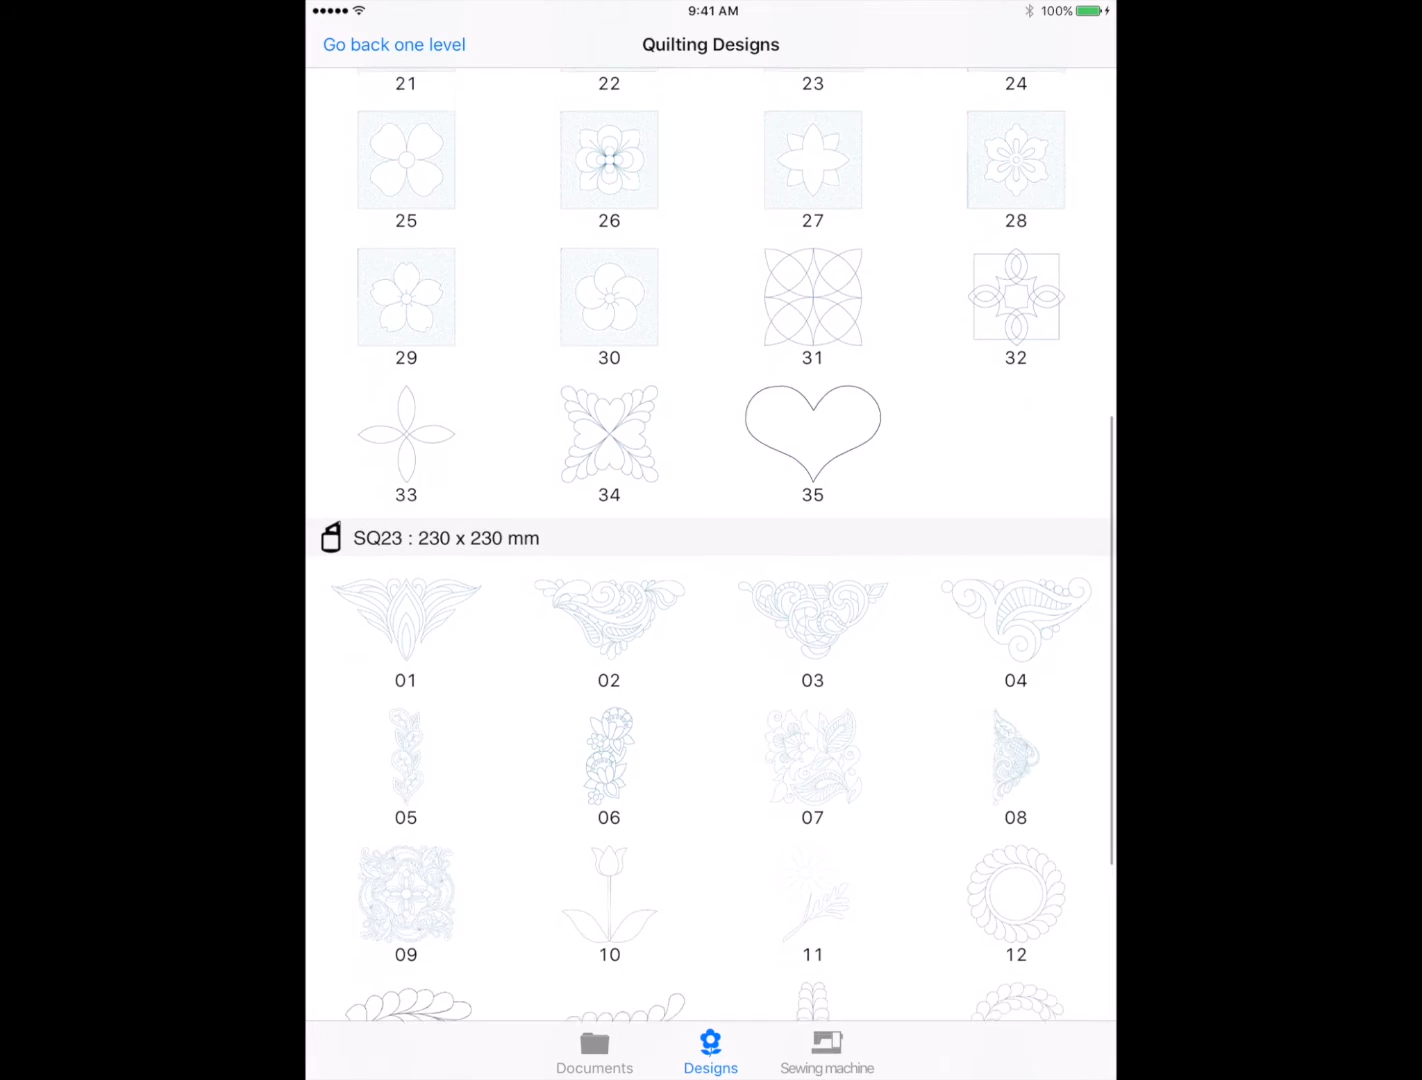 9:41 AM
100%
Go back one level
Quilting Designs
21 22 23 24
25 26 27 28
29 30 31 32
33 34 35
SQ23 : 230 x 230 mm
01 02 03 04
05 06 07 08
09 10 11 12
Documents
Designs
Sewing machine